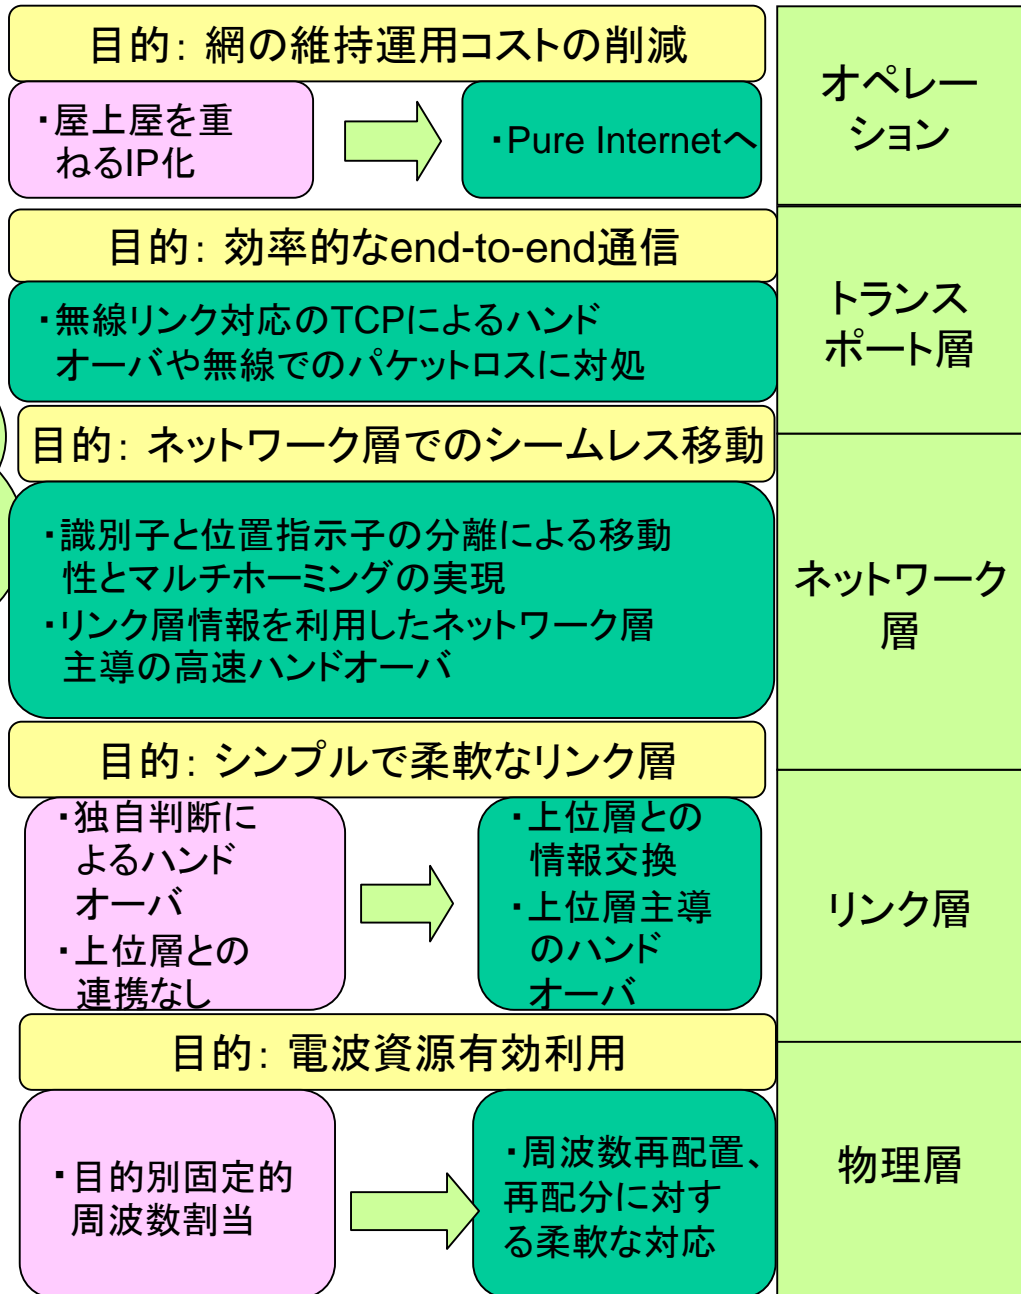 目的: 網の維持運用コストの削減
・屋上屋を重
ねるIP化
・Pure Internetへ
オペレー
ション
目的: 効率的なend-to-end通信
・無線リンク対応のTCPによるハンド
オーバや無線でのパケットロスに対処
トランス
ポート層
目的: ネットワーク層でのシームレス移動
・識別子と位置指示子の分離による移動
性とマルチホーミングの実現
・リンク層情報を利用したネットワーク層
主導の高速ハンドオーバ
ネットワーク
層
目的: シンプルで柔軟なリンク層
・独自判断に
よるハンド
オーバ
・上位層との
連携なし
・上位層との
情報交換
・上位層主導
のハンド
オーバ
リンク層
目的: 電波資源有効利用
・目的別固定的
周波数割当
・周波数再配置、
再配分に対す
る柔軟な対応
物理層